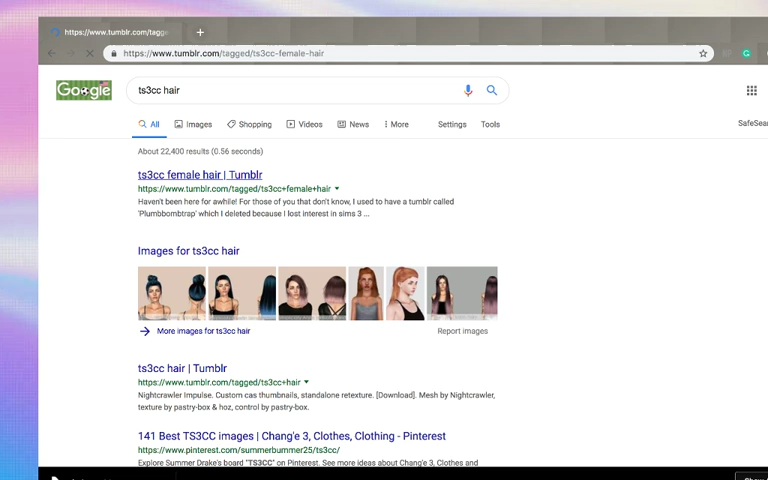 https://www.tumblr.com/tagge
https://www.tumblr.com/tagged/ts3cc-female-hair
Google
ts3cc hair
All
Images
Shopping
Videos
News
More
Settings
Tools
SafeSear
About 22,400 results (0.56 seconds)
ts3cc female hair | Tumblr
https://www.tumblr.com/tagged/ts3cc+female+hair
Haven't been here for awhile! For those of you that don't know, I used to have a tumblr called
'Plumbbombtrap' which I deleted because I lost interest in sims 3 ...
Images for ts3cc hair
More images for ts3cc hair
Report images
ts3cc hair | Tumblr
https://www.tumblr.com/tagged/ts3cc+hair
Nightcrawler Impulse. Custom cas thumbnails, standalone retexture. [Download]. Mesh by Nightcrawler,
texture by pastry-box & hoz, control by pastry-box.
141 Best TS3CC images | Chang'e 3, Clothes, Clothing - Pinterest
https://www.pinterest.com/summerbummer25/ts3cc/
Explore Summer Drake's board "TS3CC" on Pinterest. See more ideas about Chang'e 3, Clothes and